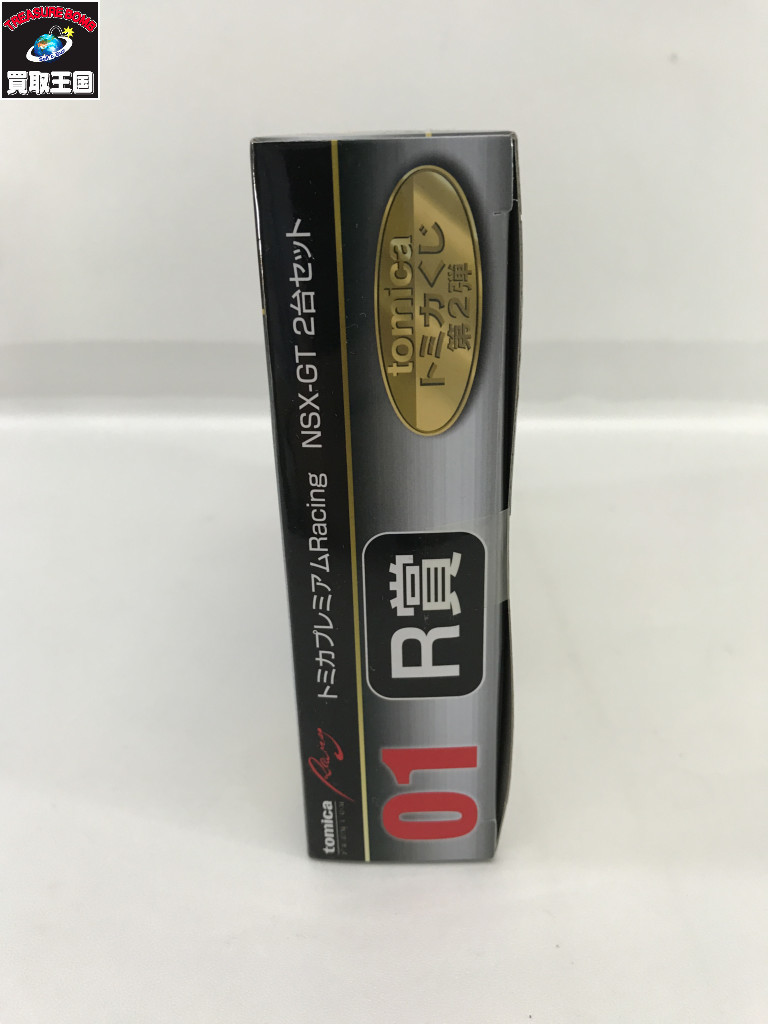 TREASURE BOMB
買取王国
tomica
トミカくじ
第2弾
トミカプレミアムRacing NSX-GT 2台セット
R賞
01
tomica
Racing